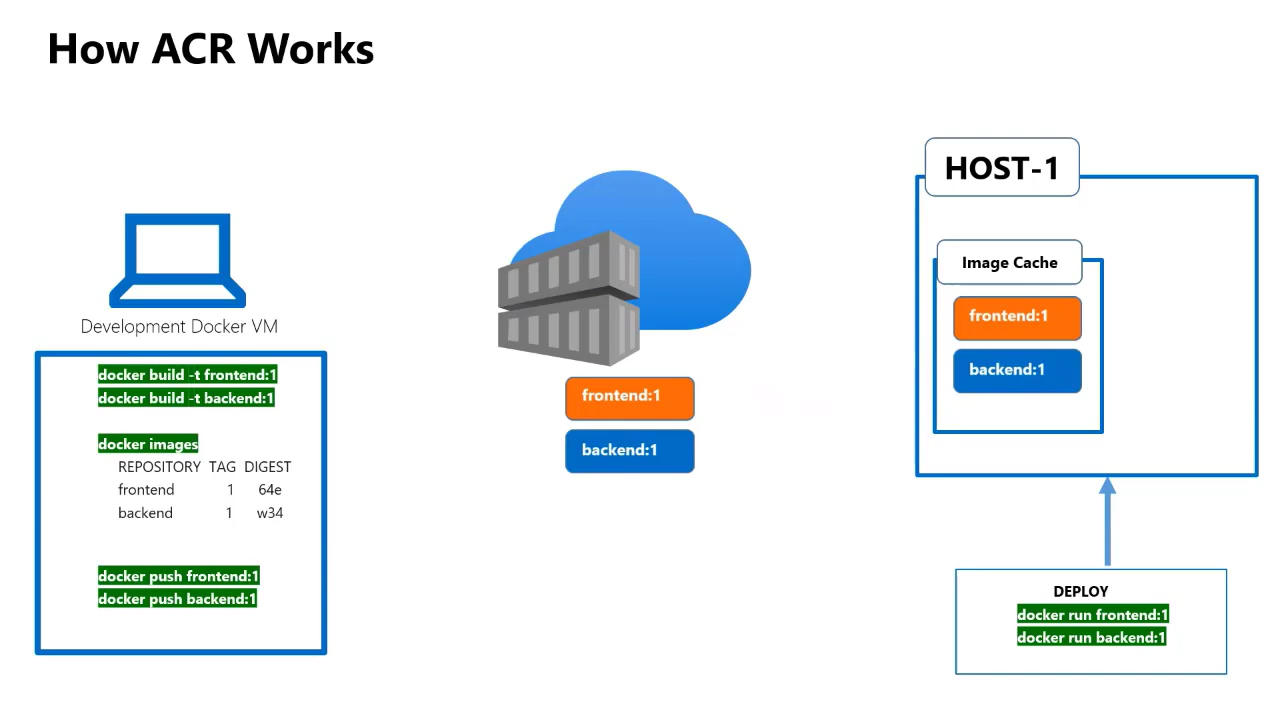 How ACR Works
Development Docker VM
docker build -t frontend:1
docker build -t backend:1
docker images
REPOSITORY TAG DIGEST
frontend 1 64e
backend 1 w34
docker push frontend:1
docker push backend:1
frontend:1
backend:1
HOST-1
Image Cache
frontend:1
backend:1
DEPLOY
docker run frontend:1
docker run backend:1